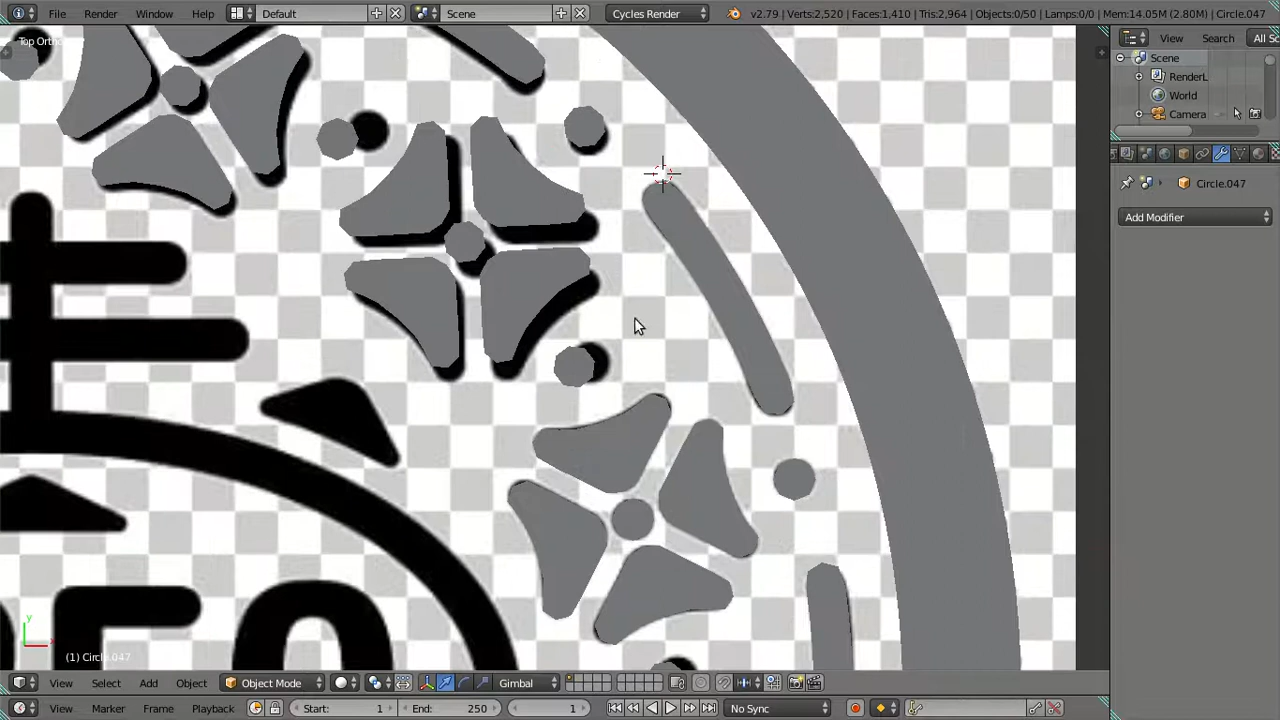 File Render Window Help Default Scene Cycles Render v2.79 | Verts:2,520 | Faces:1,410 | Tris:2,964 | Objects:0/50 | Lamps:0/0 | Mem:14.05M (2.80M) | Circle.047
Top Ortho
View Search All Sc
Scene
RenderL
World
Camera
Circle.047
Add Modifier
y
(1) Circle.047
View Select Add Object Object Mode Gimbal
View Marker Frame Playback Start: 1 End: 250 1 No Sync